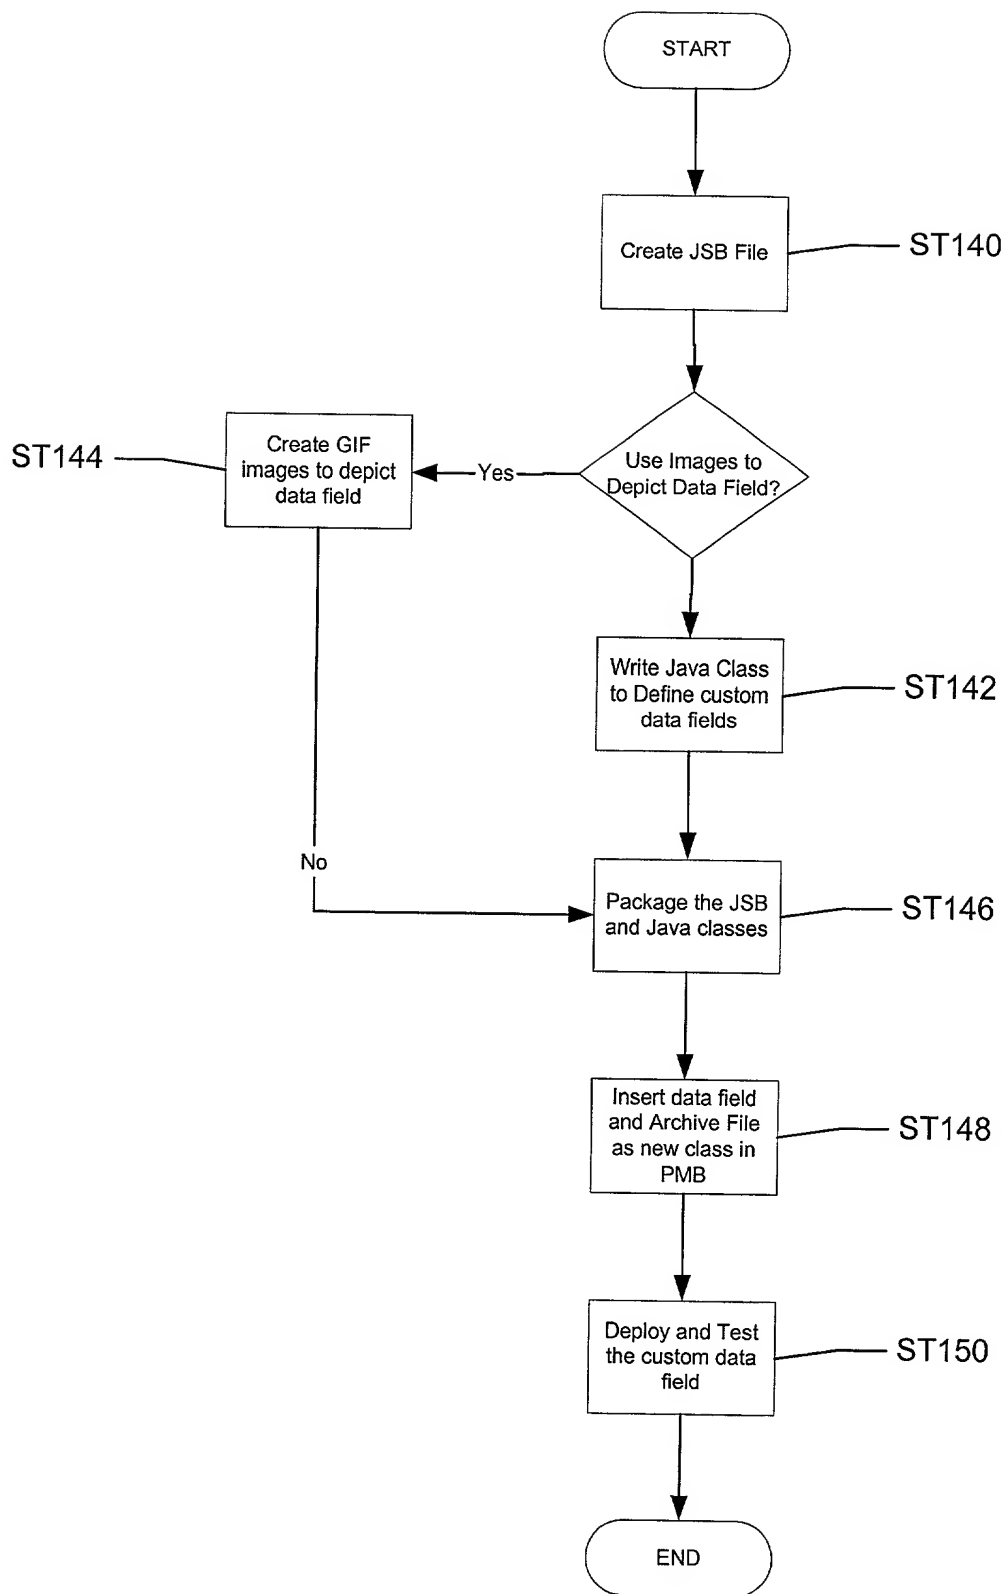 START
Create JSB File
ST140
Use Images to
Depict Data Field?
Yes
Create GIF
images to depict
data field
ST144
Write Java Class
to Define custom
data fields
ST142
No
Package the JSB
and Java classes
ST146
Insert data field
and Archive File
as new class in
PMB
ST148
Deploy and Test
the custom data
field
ST150
END